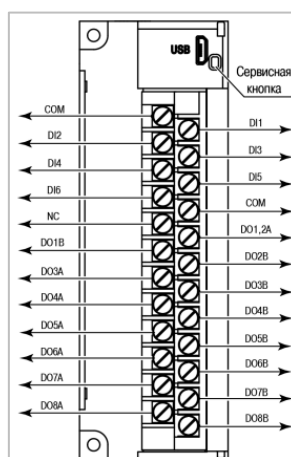 USB
Сервисная
кнопка
COM
DI1
DI2
DI3
DI4
DI5
DI6
COM
NC
DO1,2A
DO1B
DO2B
DO3A
DO3B
DO4A
DO4B
DO5A
DO5B
DO6A
DO6B
DO7A
DO7B
DO8A
DO8B